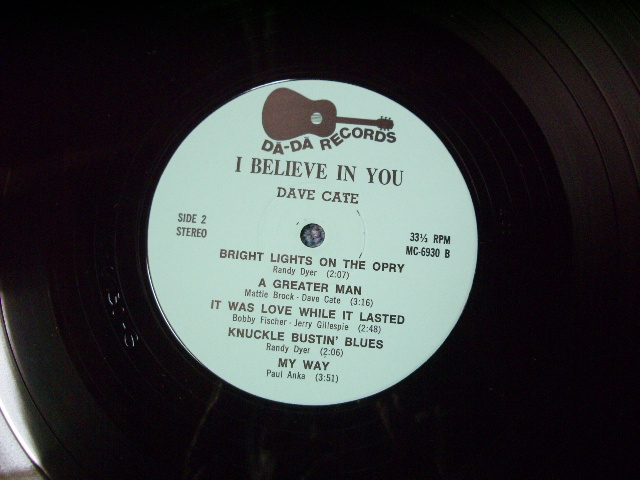 DA-DA RECORDS
I BELIEVE IN YOU
DAVE CATE
SIDE 2
STEREO
33⅓ RPM
MC-6930 B
BRIGHT LIGHTS ON THE OPRY
Randy Dyer (2:07)
A GREATER MAN
Mattie Brock - Dave Cate (3:16)
IT WAS LOVE WHILE IT LASTED
Bobby Fischer - Jerry Gillespie (2:48)
KNUCKLE BUSTIN' BLUES
Randy Dyer (2:06)
MY WAY
Paul Anka (3:51)